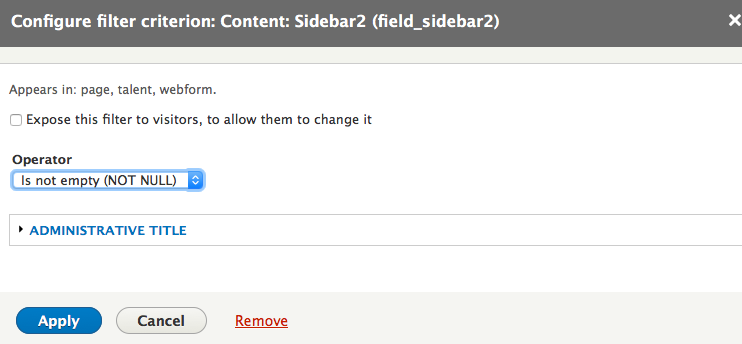 Configure filter criterion: Content: Sidebar2 (field_sidebar2)
Appears in: page, talent, webform.
Expose this filter to visitors, to allow them to change it
Operator
Is not empty (NOT NULL)
ADMINISTRATIVE TITLE
Apply Cancel Remove